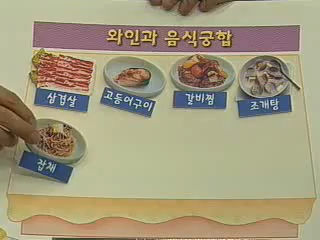 와인과 음식궁합
삼겹살
고등어구이
갈비찜
조개탕
잡채